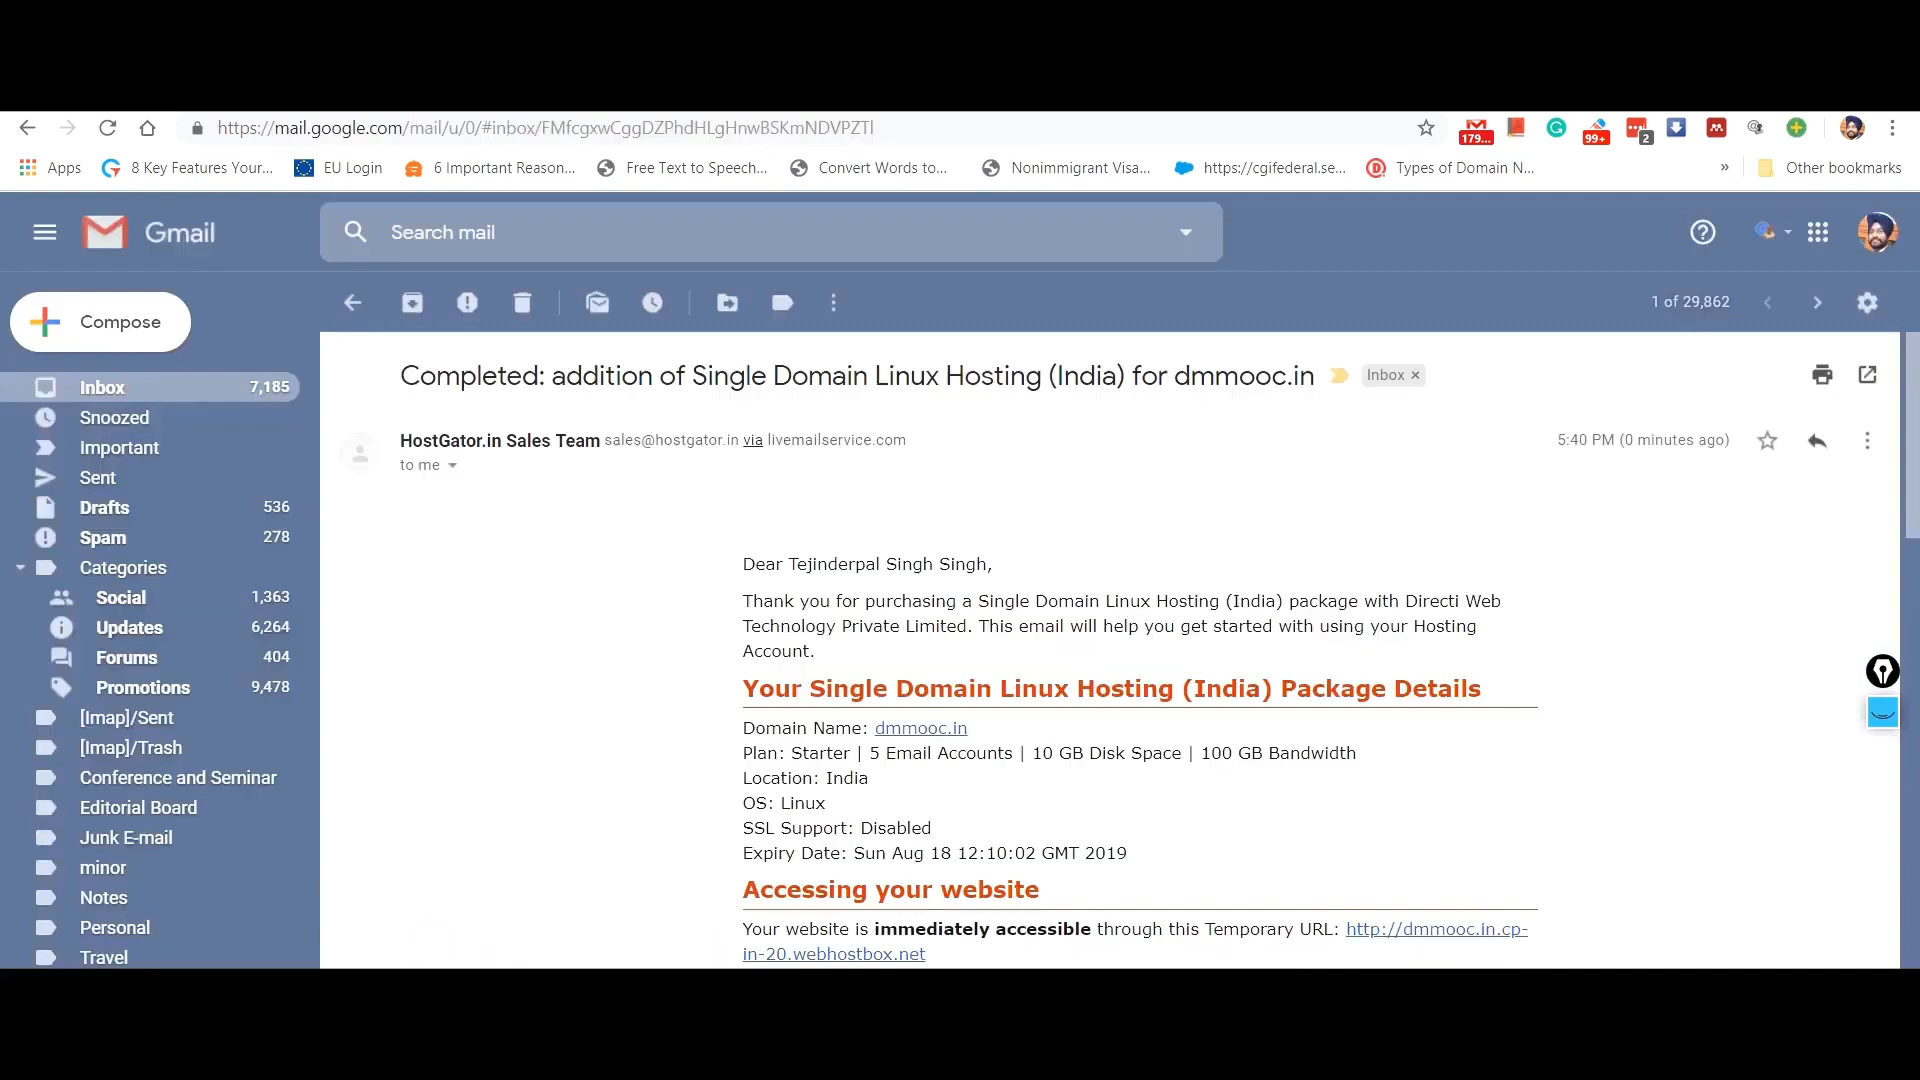 https://mail.google.com/mail/u/0/#inbox/FMfcgxwCggDZPhdHLgHnwBSKmNDVPZTl
179...
99+
2
Apps
8 Key Features Your...
EU Login
6 Important Reason...
Free Text to Speech...
Convert Words to...
Nonimmigrant Visa...
https://cgifederal.se...
Types of Domain N...
»
Other bookmarks
Gmail
Search mail
Compose
1 of 29,862
Inbox 7,185
Snoozed
Important
Sent
Drafts 536
Spam 278
Categories
Social 1,363
Updates 6,264
Forums 404
Promotions 9,478
[Imap]/Sent
[Imap]/Trash
Conference and Seminar
Editorial Board
Junk E-mail
minor
Notes
Personal
Travel
Completed: addition of Single Domain Linux Hosting (India) for dmmooc.in
Inbox ×
HostGator.in Sales Team sales@hostgator.in via livemailservice.com
5:40 PM (0 minutes ago)
to me
Dear Tejinderpal Singh Singh,
Thank you for purchasing a Single Domain Linux Hosting (India) package with Directi Web
Technology Private Limited. This email will help you get started with using your Hosting
Account.
Your Single Domain Linux Hosting (India) Package Details
Domain Name: dmmooc.in
Plan: Starter | 5 Email Accounts | 10 GB Disk Space | 100 GB Bandwidth
Location: India
OS: Linux
SSL Support: Disabled
Expiry Date: Sun Aug 18 12:10:02 GMT 2019
Accessing your website
Your website is immediately accessible through this Temporary URL: http://dmmooc.in.cp-
in-20.webhostbox.net